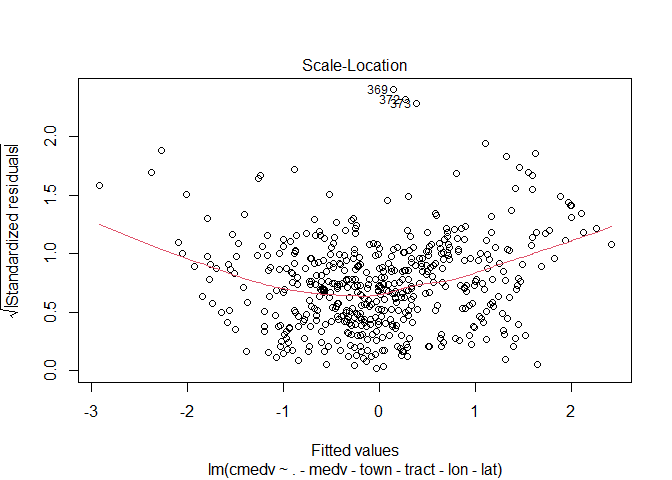 Scale-Location
√|Standardized residuals|
2.0
1.5
1.0
0.5
0.0
369
372
373
-3 -2 -1 0 1 2
Fitted values
lm(cmedv ~ . - medv - town - tract - lon - lat)